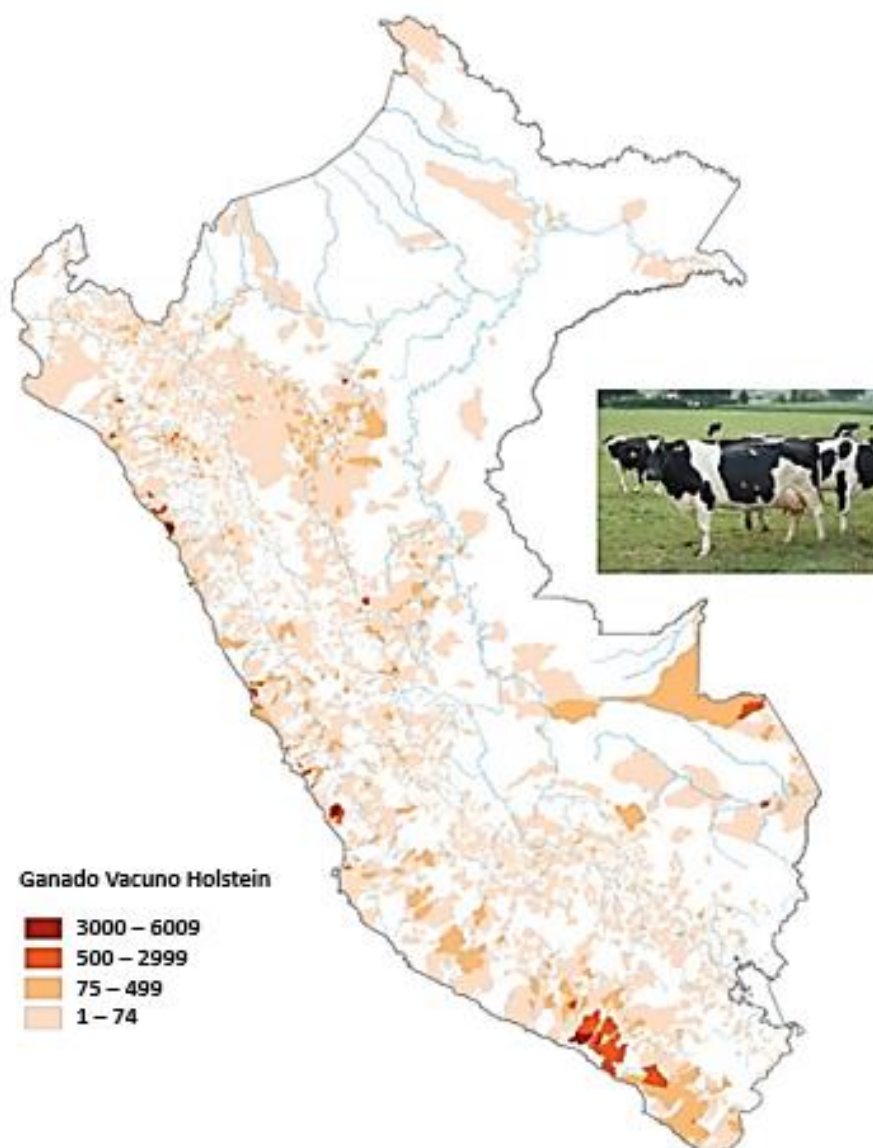 Ganado Vacuno Holstein
3000 – 6009
500 – 2999
75 – 499
1 – 74